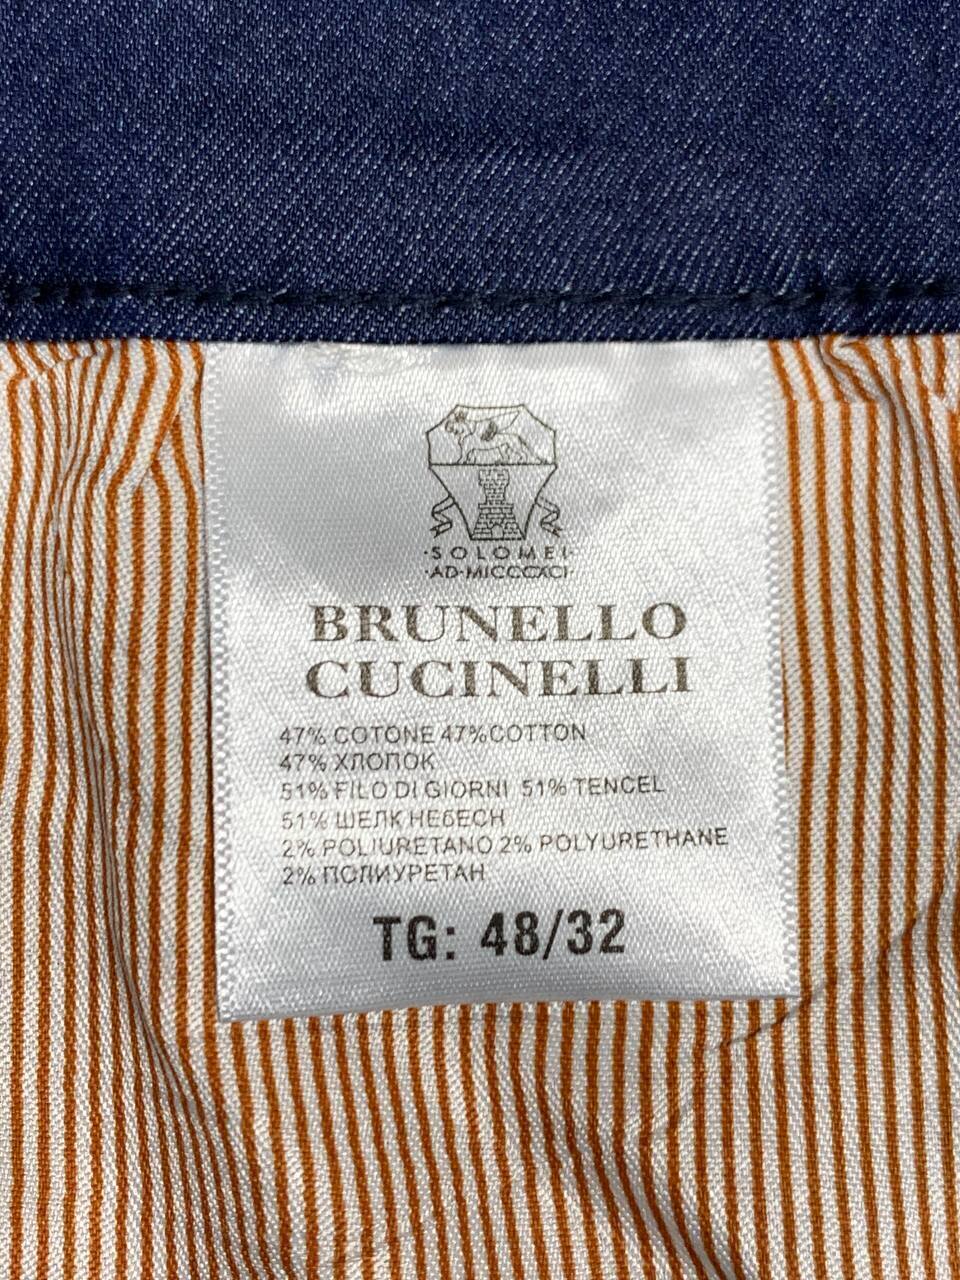 ·SOLOMEI·
·AD·MICCCXCI·
BRUNELLO
CUCINELLI
47% COTONE 47%COTTON
47% ХЛОПОК
51% FILO DI GIORNI 51% TENCEL
51% ШЕЛК НЕБЕСН
2% POLIURETANO 2% POLYURETHANE
2% ПОЛИУРЕТАН
TG: 48/32